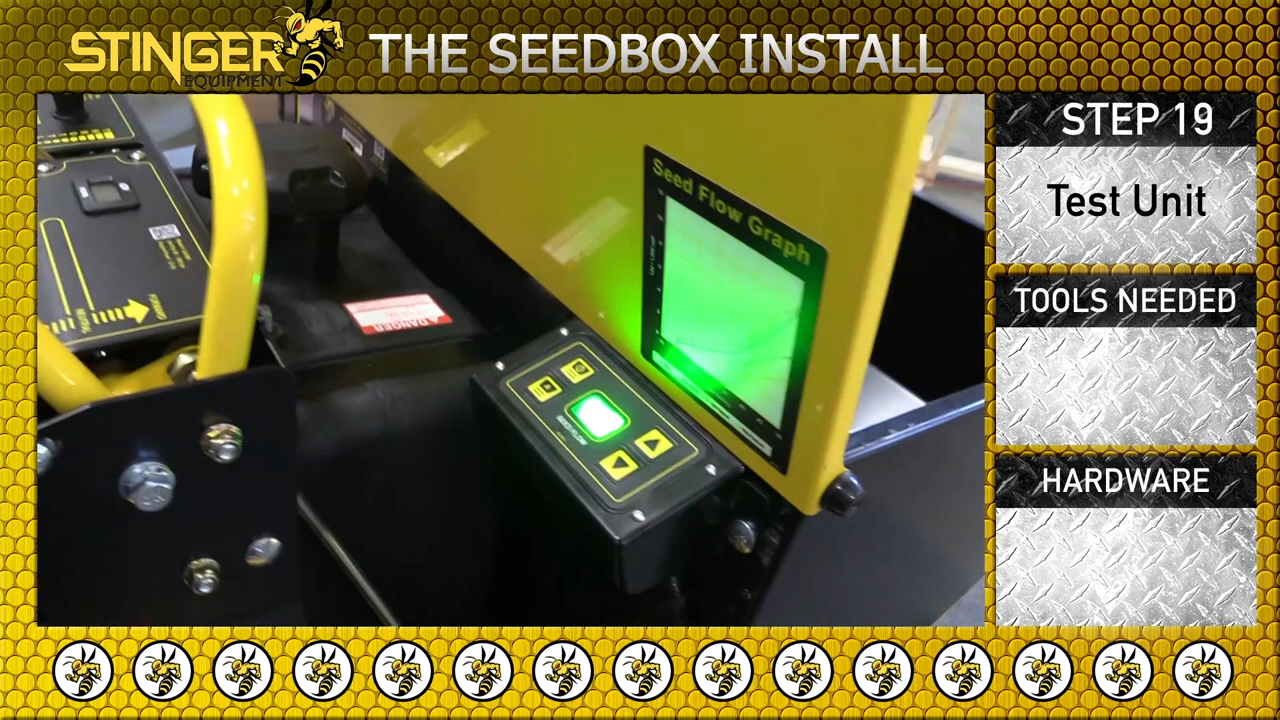 STINGER
EQUIPMENT
THE SEEDBOX INSTALL
STEP 19
Test Unit
TOOLS NEEDED
HARDWARE
Seed Flow Graph
DANGER